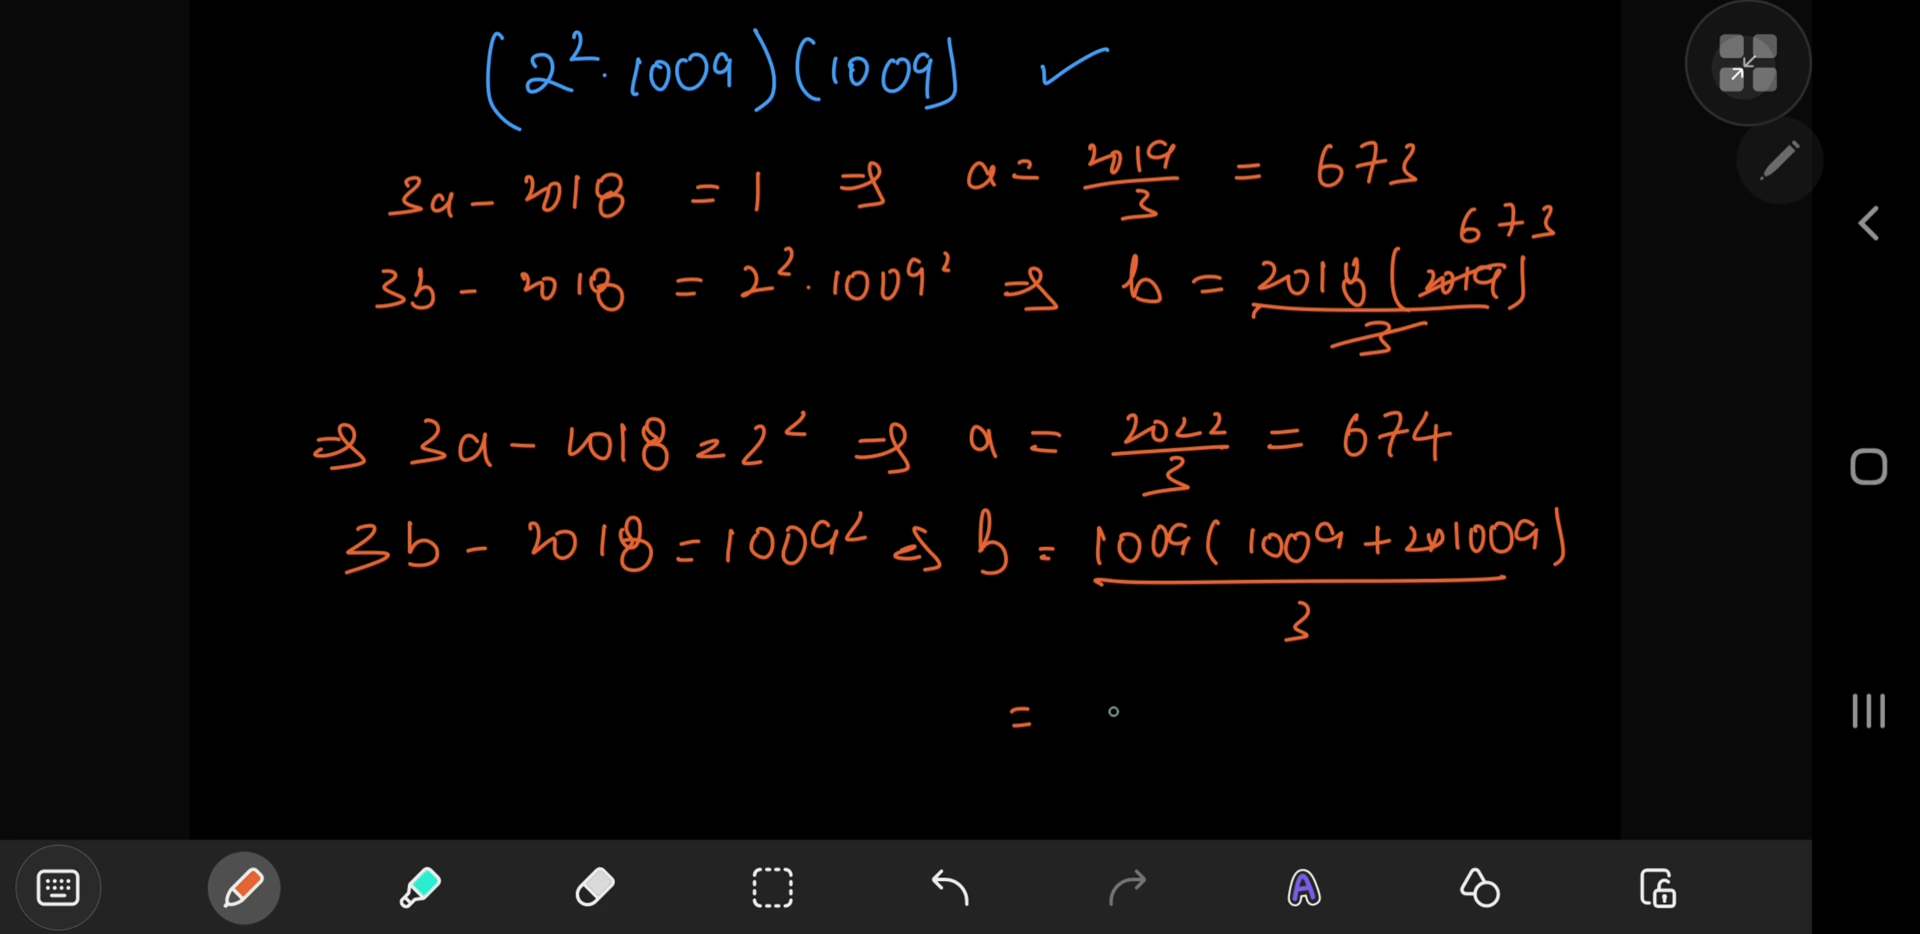 (2² · 1009)(1009) ✓
3a - 2018 = 1 ⇒ a = 2019/3 = 673
673
3b - 2018 = 2² · 1009² ⇒ b = 2018(2019)/3
⇒ 3a - 2018 = 2² ⇒ a = 2022/3 = 674
3b - 2018 = 1009² ⇒ b = 1009(1009 + 2·1009)/3
=
A